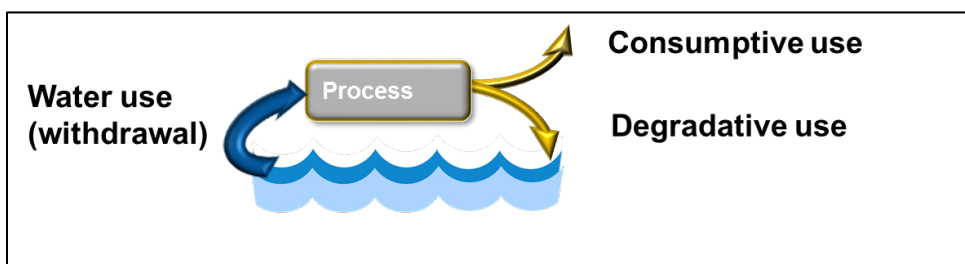 Consumptive use
Process
Water use
(withdrawal)
Degradative use